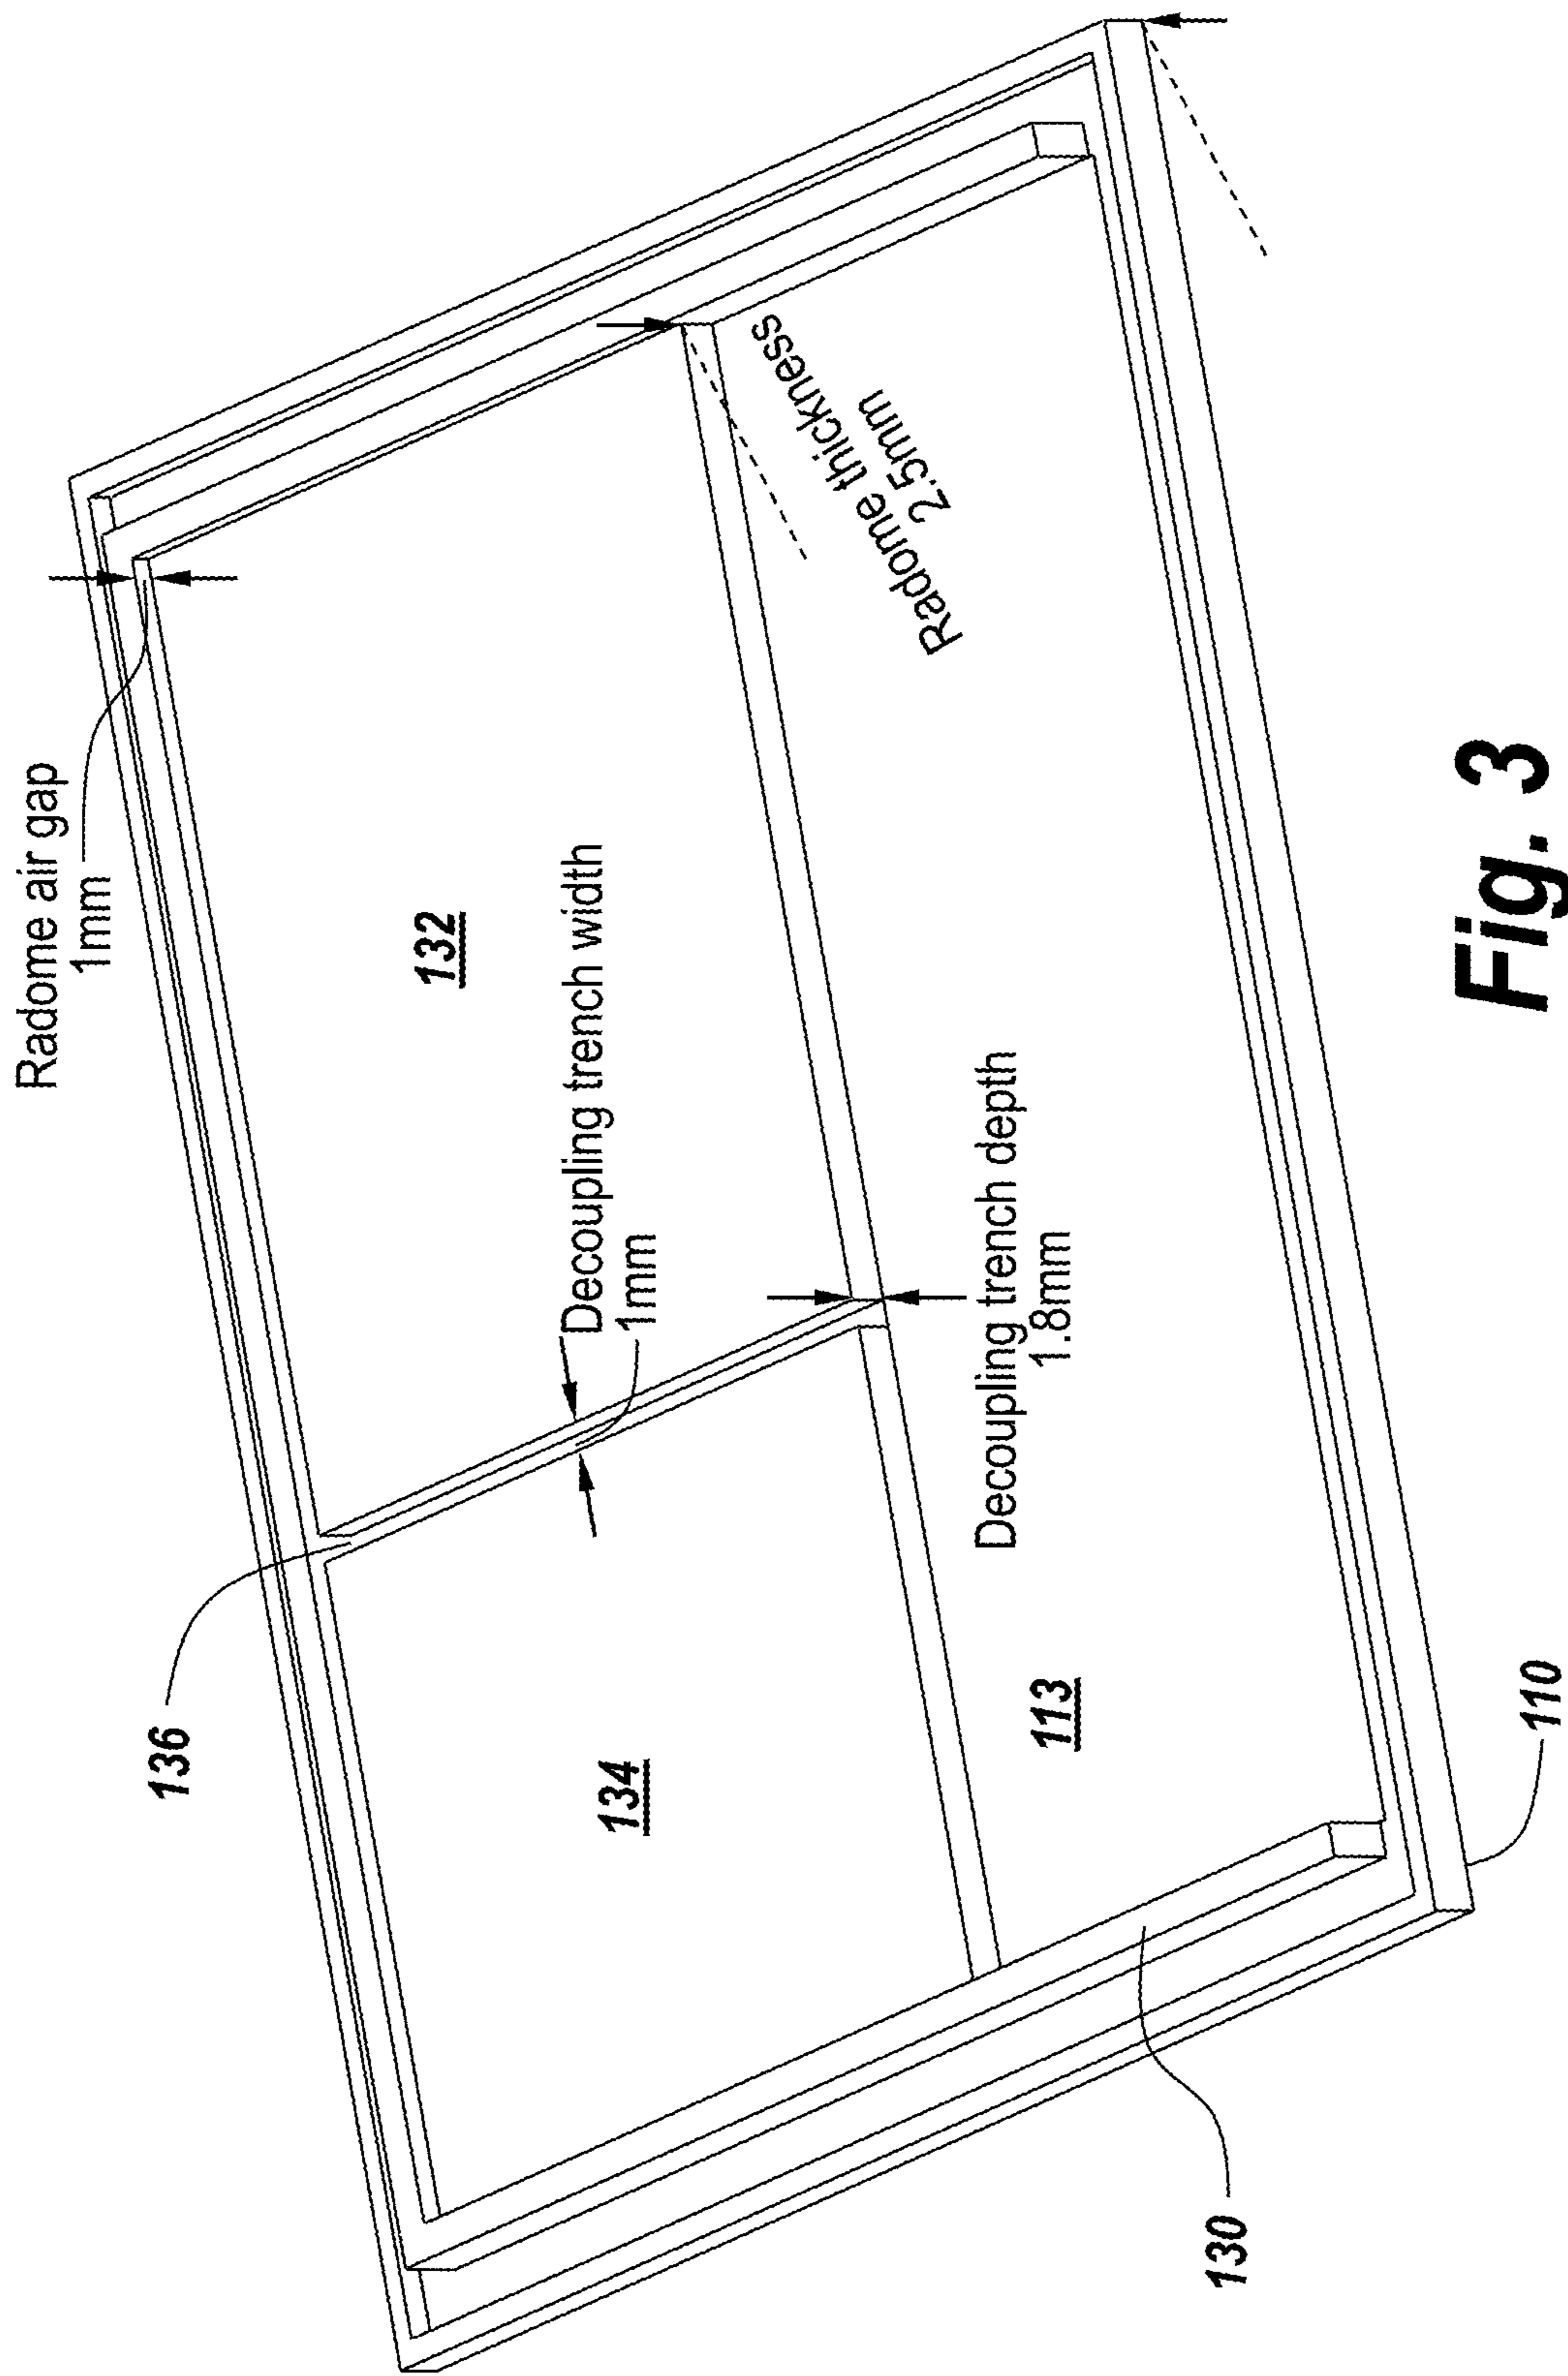 Radome air gap
1mm
132
Decoupling trench width
1mm
136
134
Radome thickness
2.5mm
Decoupling trench depth
1.8mm
113
130
110
Fig. 3